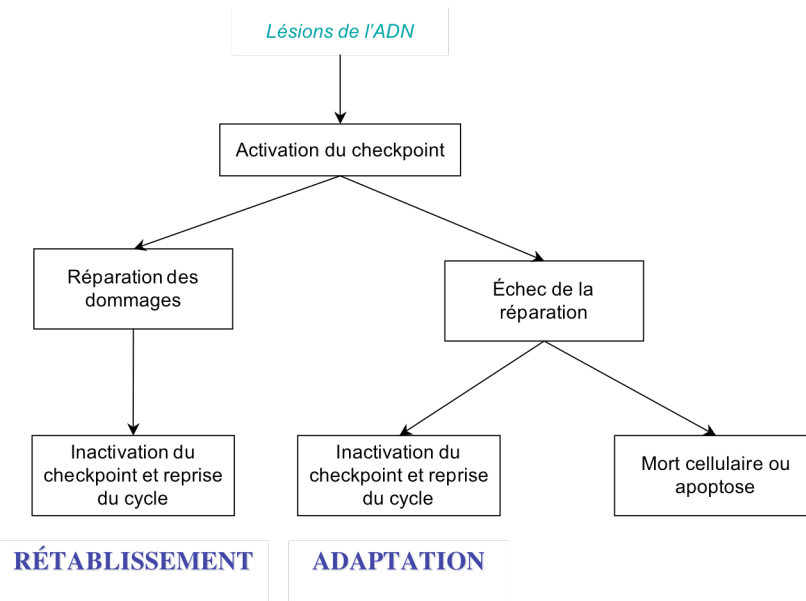 Lésions de l'ADN
Activation du checkpoint
Réparation des
dommages
Échec de la
réparation
Inactivation du
checkpoint et reprise
du cycle
Inactivation du
checkpoint et reprise
du cycle
Mort cellulaire ou
apoptose
RÉTABLISSEMENT
ADAPTATION